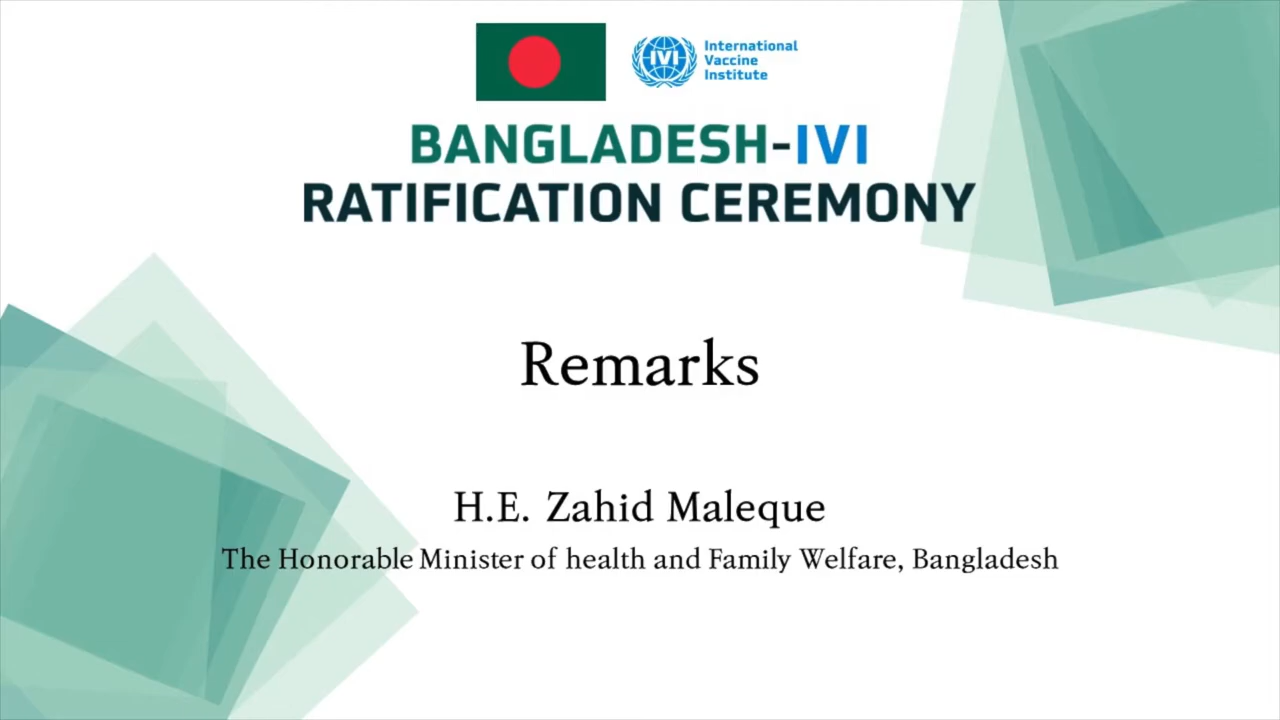 IVI
International
Vaccine
Institute
BANGLADESH-IVI
RATIFICATION CEREMONY
Remarks
H.E. Zahid Maleque
The Honorable Minister of health and Family Welfare, Bangladesh